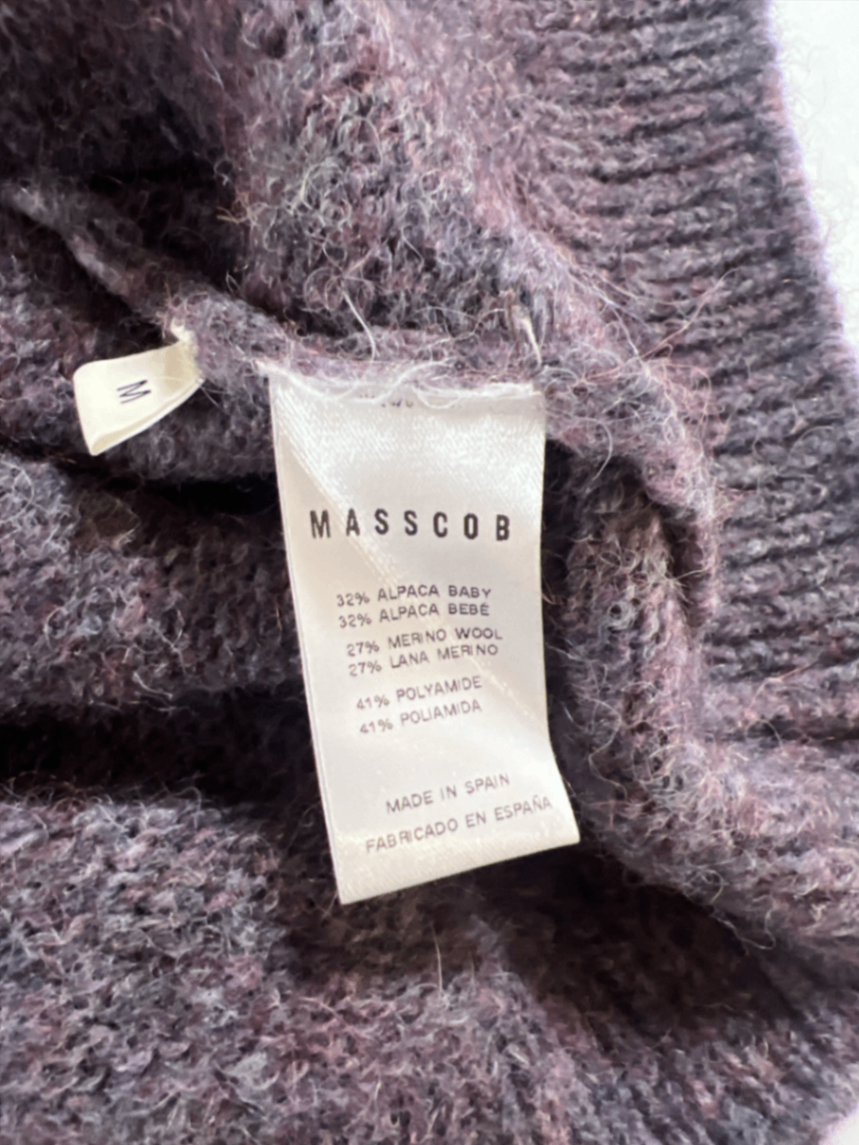 M
MASSCOB
32% ALPACA BABY
32% ALPACA BEBÉ
27% MERINO WOOL
27% LANA MERINO
41% POLYAMIDE
41% POLIAMIDA
MADE IN SPAIN
FABRICADO EN ESPAÑA